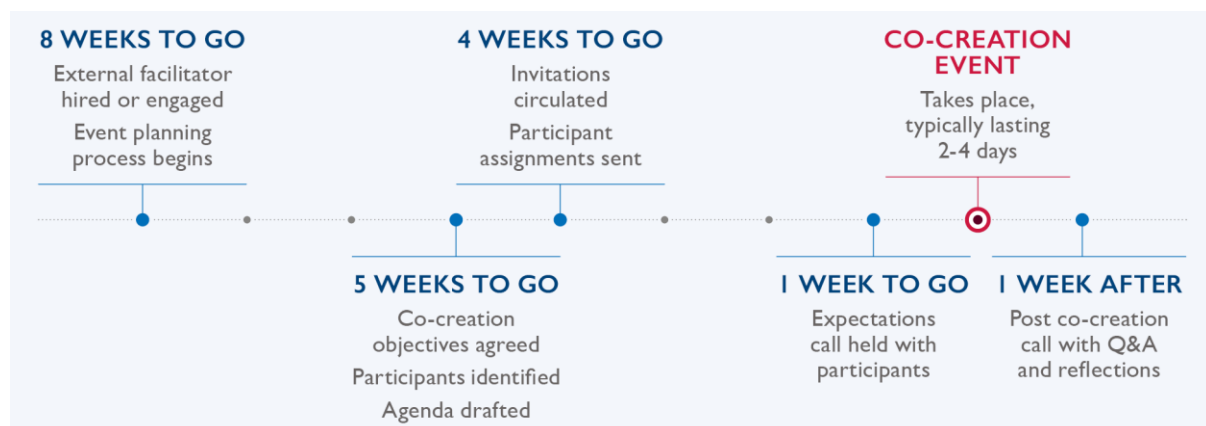 8 WEEKS TO GO
External facilitator
hired or engaged
Event planning
process begins
4 WEEKS TO GO
Invitations
circulated
Participant
assignments sent
CO-CREATION
EVENT
Takes place,
typically lasting
2-4 days
5 WEEKS TO GO
Co-creation
objectives agreed
Participants identified
Agenda drafted
1 WEEK TO GO
Expectations
call held with
participants
1 WEEK AFTER
Post co-creation
call with Q&A
and reflections